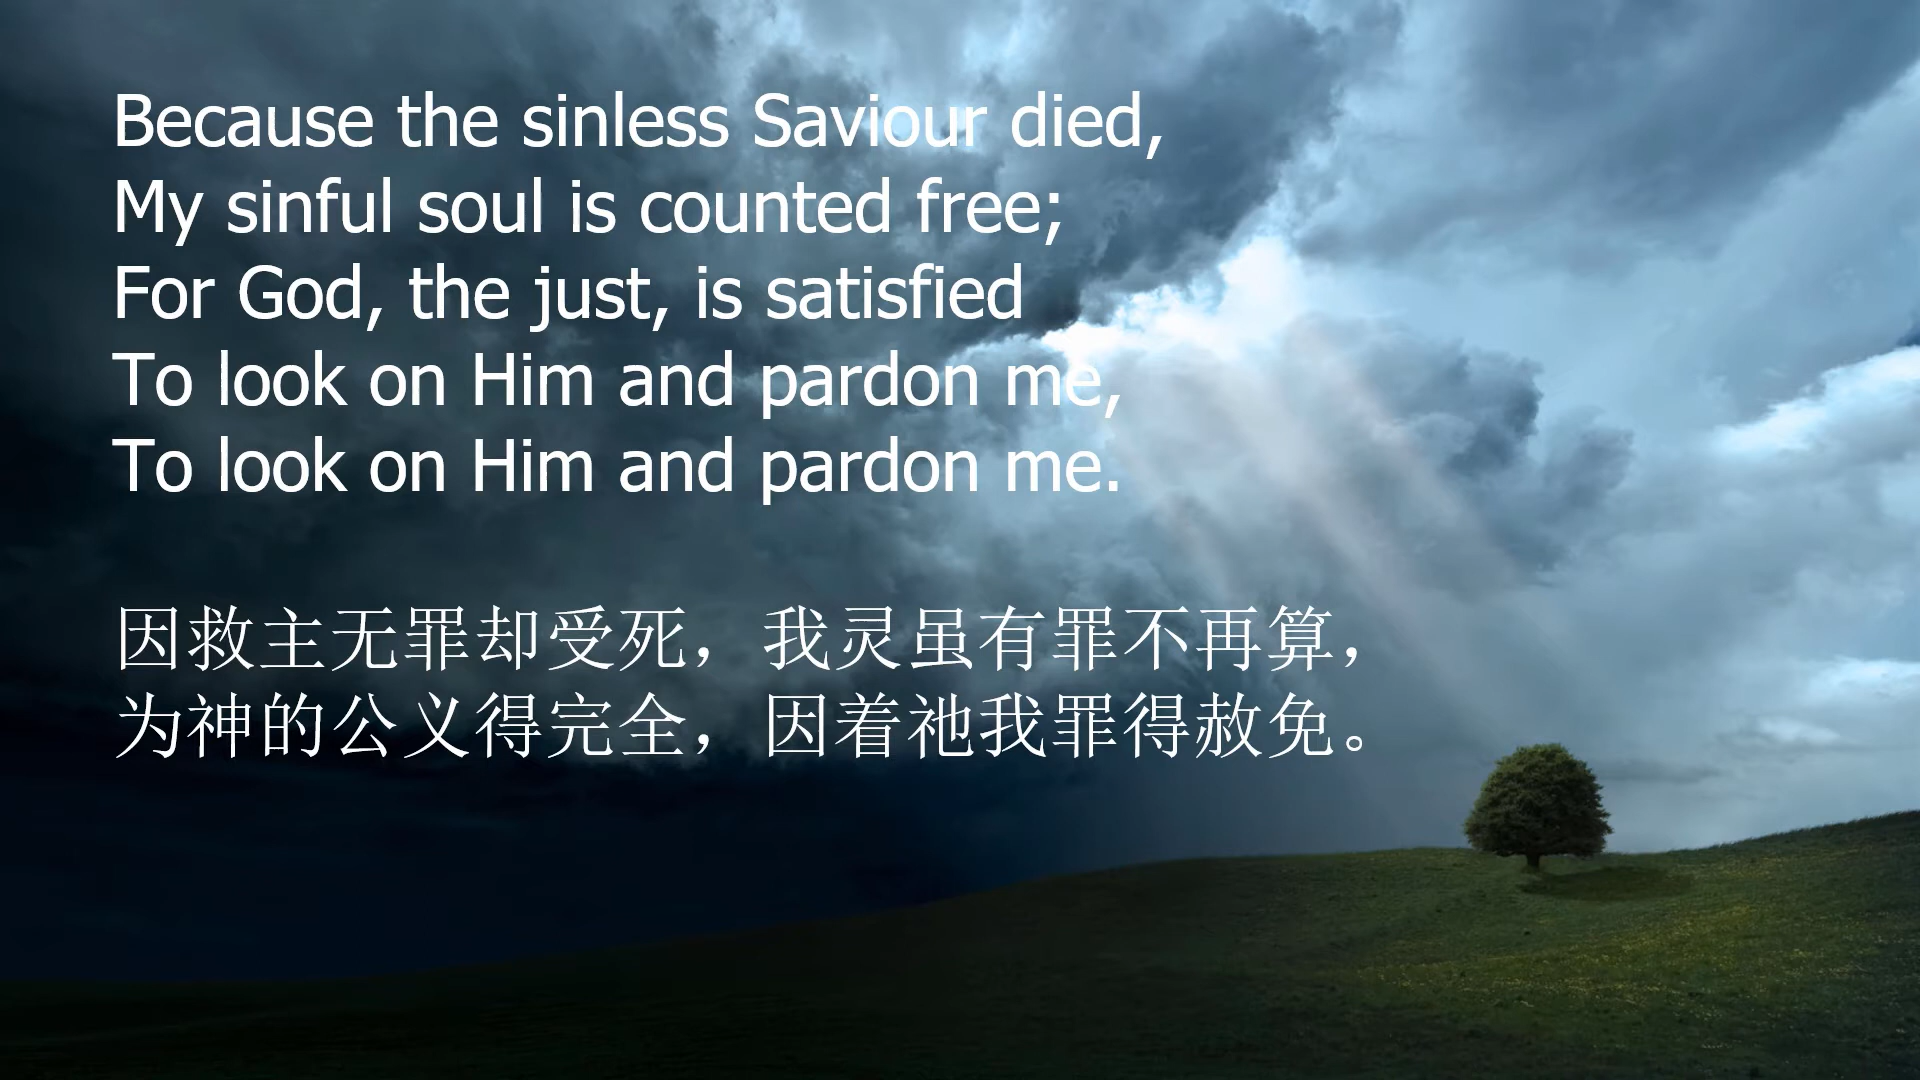 Because the sinless Saviour died,
My sinful soul is counted free;
For God, the just, is satisfied
To look on Him and pardon me,
To look on Him and pardon me.
因救主无罪却受死，我灵虽有罪不再算，
为神的公义得完全，因着祂我罪得赦免。